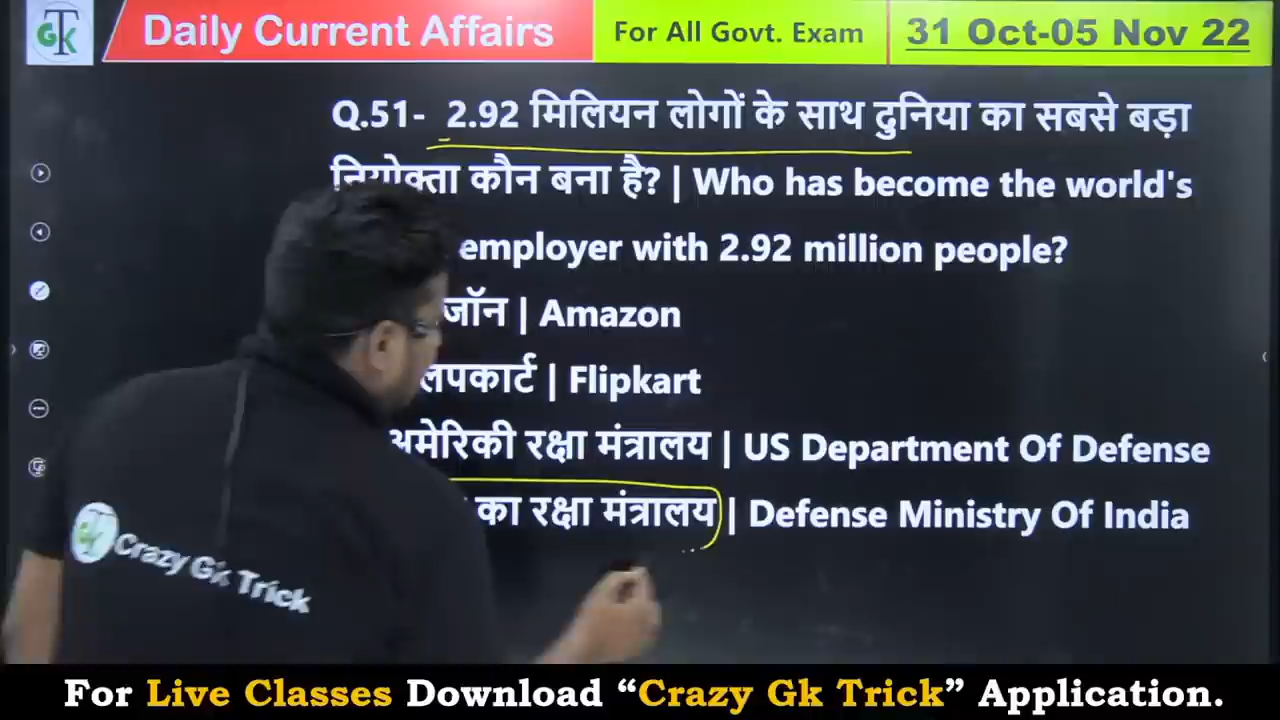 GTK
Daily Current Affairs
For All Govt. Exam
31 Oct-05 Nov 22
Q.51- 2.92 मिलियन लोगों के साथ दुनिया का सबसे बड़ा
नियोक्ता कौन बना है? | Who has become the world's
employer with 2.92 million people?
| Amazon
| Flipkart
अमेरिकी रक्षा मंत्रालय | US Department Of Defense
का रक्षा मंत्रालय | Defense Ministry Of India
Crazy Gk Trick
For Live Classes Download “Crazy Gk Trick” Application.